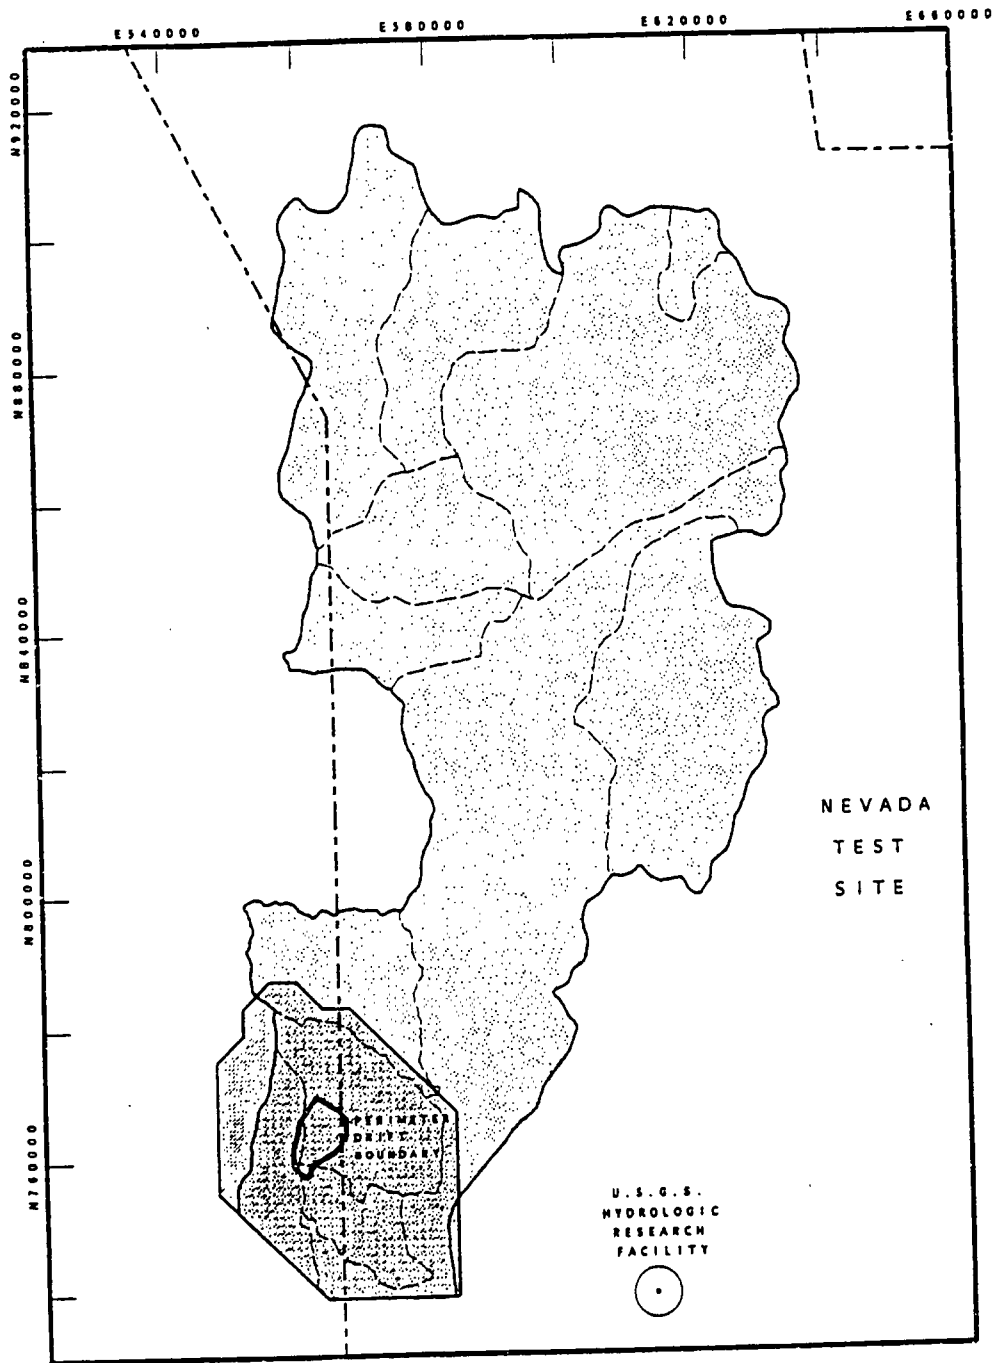 E540000
E580000
E620000
E660000
N920000
N880000
N840000
N800000
N760000
NEVADA
TEST
SITE
PERIMETER
DRIFT
BOUNDARY
U.S.G.S.
HYDROLOGIC
RESEARCH
FACILITY